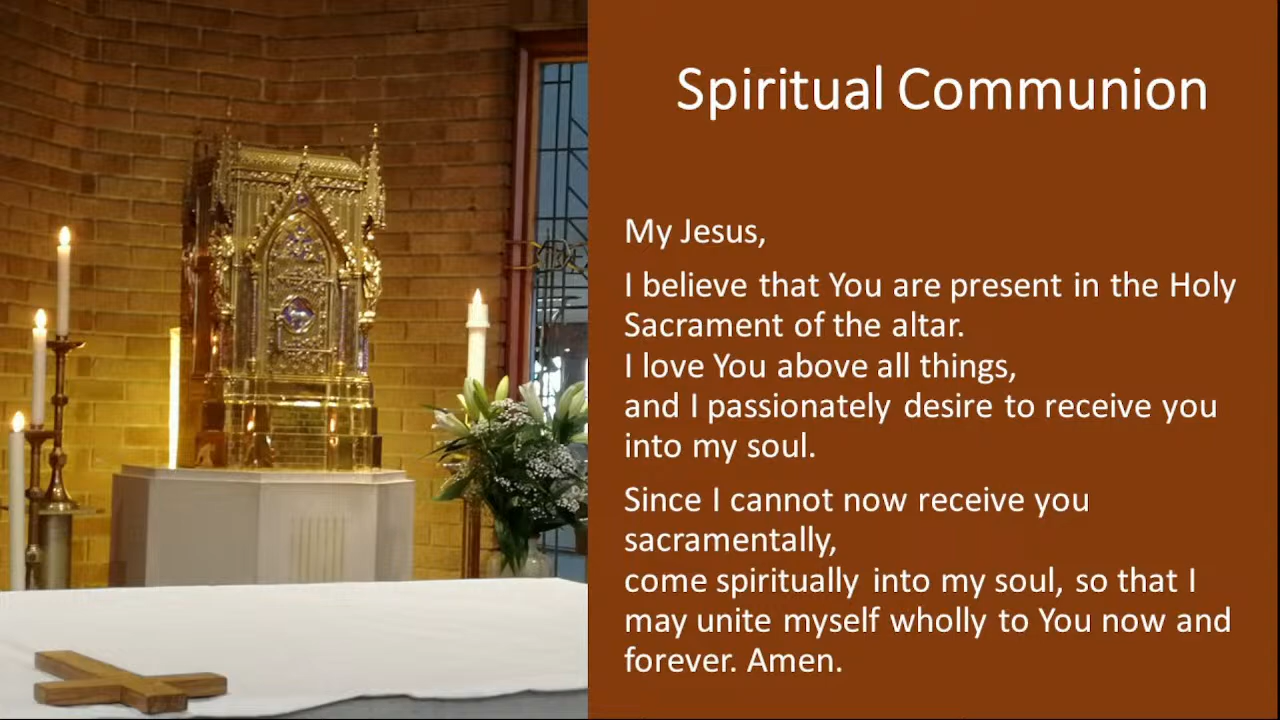 Spiritual Communion
My Jesus,
I believe that You are present in the Holy
Sacrament of the altar.
I love You above all things,
and I passionately desire to receive you
into my soul.
Since I cannot now receive you
sacramentally,
come spiritually into my soul, so that I
may unite myself wholly to You now and
forever. Amen.